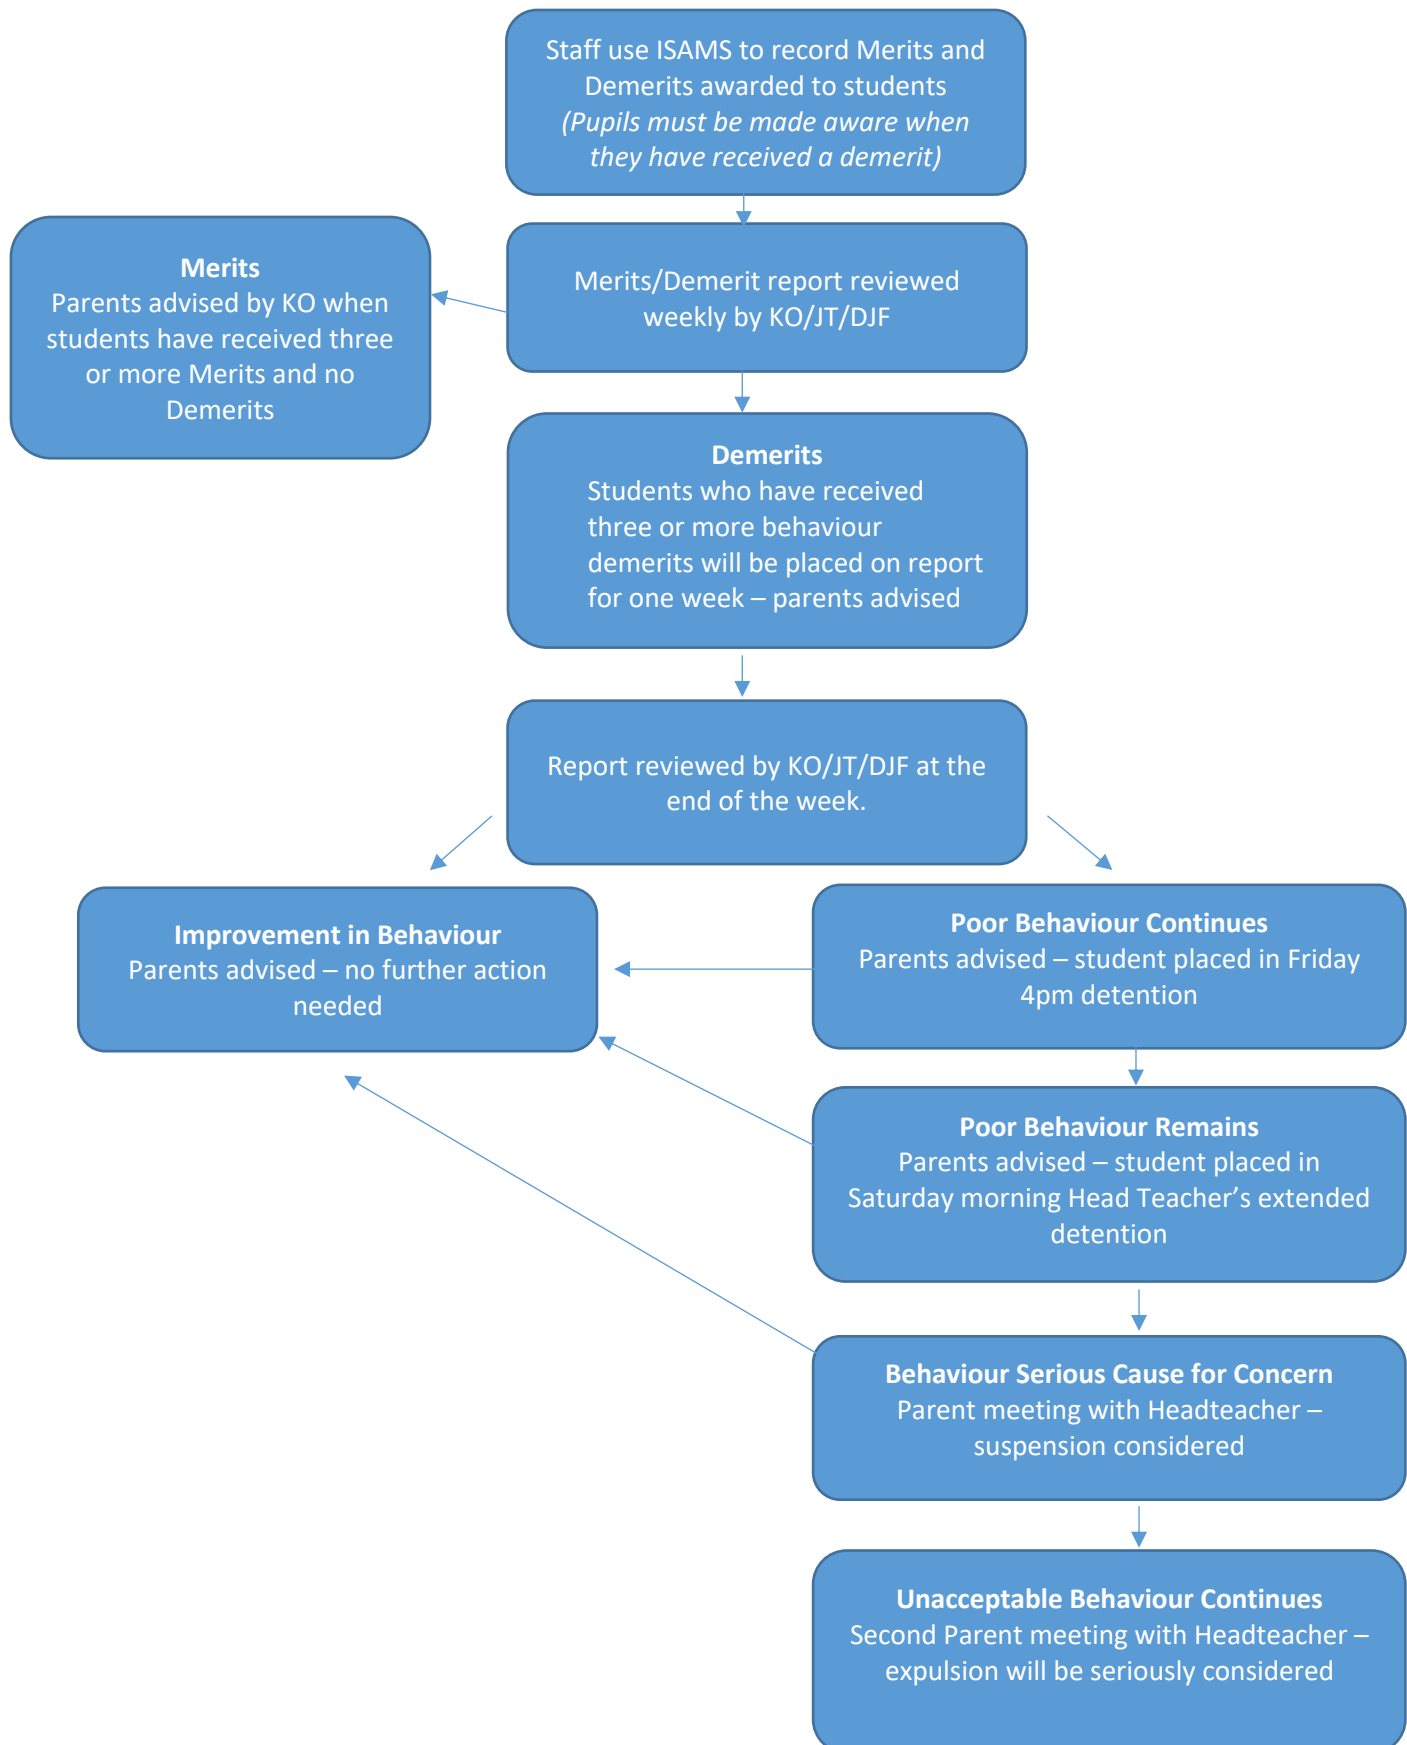 Staff use ISAMS to record Merits and
Demerits awarded to students
(Pupils must be made aware when
they have received a demerit)
Merits
Parents advised by KO when
students have received three
or more Merits and no
Demerits
Merits/Demerit report reviewed
weekly by KO/JT/DJF
Demerits
Students who have received
three or more behaviour
demerits will be placed on report
for one week – parents advised
Report reviewed by KO/JT/DJF at the
end of the week.
Improvement in Behaviour
Parents advised – no further action
needed
Poor Behaviour Continues
Parents advised – student placed in Friday
4pm detention
Poor Behaviour Remains
Parents advised – student placed in
Saturday morning Head Teacher’s extended
detention
Behaviour Serious Cause for Concern
Parent meeting with Headteacher –
suspension considered
Unacceptable Behaviour Continues
Second Parent meeting with Headteacher –
expulsion will be seriously considered